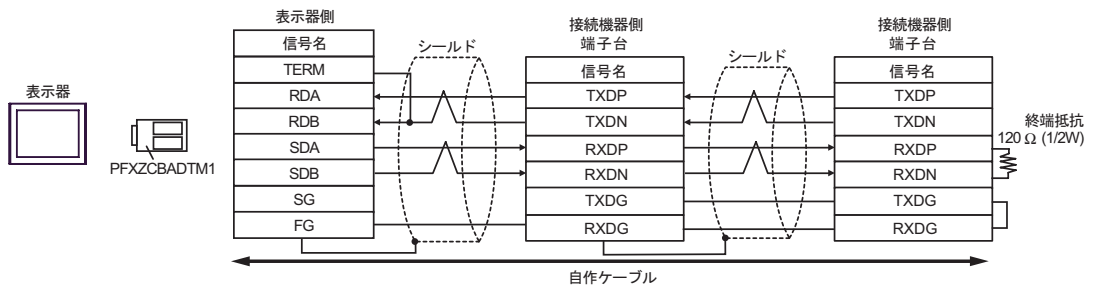 表示器
PFXZCBADTM1
表示器側
信号名
TERM
RDA
RDB
SDA
SDB
SG
FG
シールド
接続機器側
端子台
信号名
TXDP
TXDN
RXDP
RXDN
TXDG
RXDG
シールド
接続機器側
端子台
信号名
TXDP
TXDN
RXDP
RXDN
TXDG
RXDG
終端抵抗
120 Ω (1/2W)
自作ケーブル